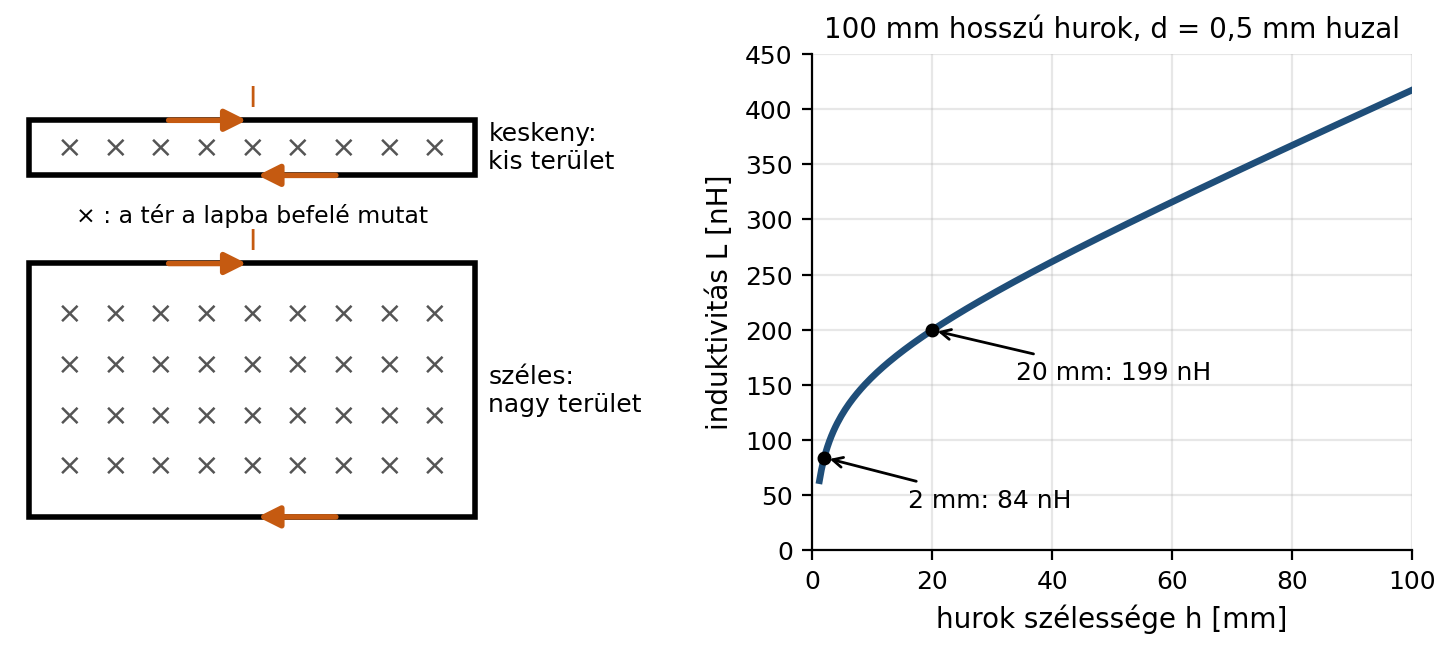 I
keskeny:
kis terület
× : a tér a lapba befelé mutat
I
széles:
nagy terület
100 mm hosszú hurok, d = 0,5 mm huzal
induktivitás L [nH]
450
400
350
300
250
200
150
100
50
0
20 mm: 199 nH
2 mm: 84 nH
0 20 40 60 80 100
hurok szélessége h [mm]